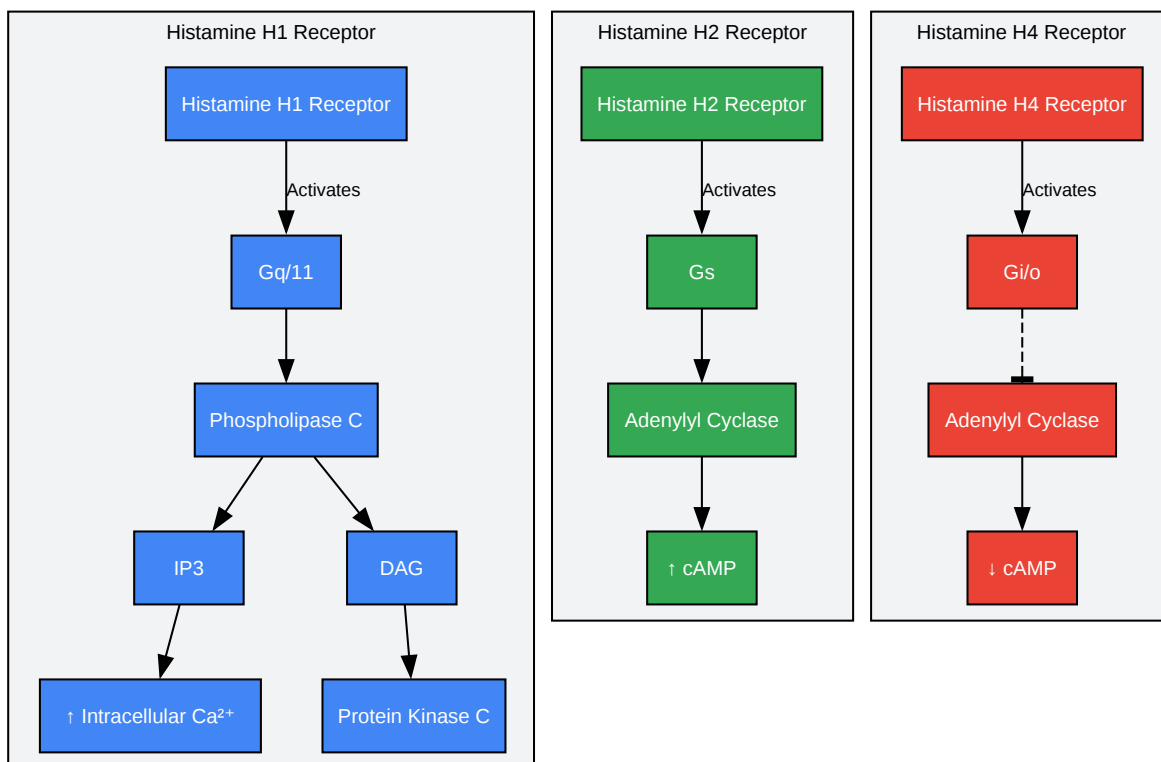 Histamine H1 Receptor
Histamine H1 Receptor
Activates
Gq/11
Phospholipase C
IP3
DAG
↑ Intracellular Ca²⁺
Protein Kinase C
Histamine H2 Receptor
Histamine H2 Receptor
Activates
Gs
Adenylyl Cyclase
↑ cAMP
Histamine H4 Receptor
Histamine H4 Receptor
Activates
Gi/o
Adenylyl Cyclase
↓ cAMP